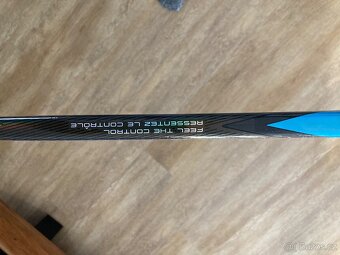 FEEL THE CONTROL
RESSENTEZ LE CONTRÔLE